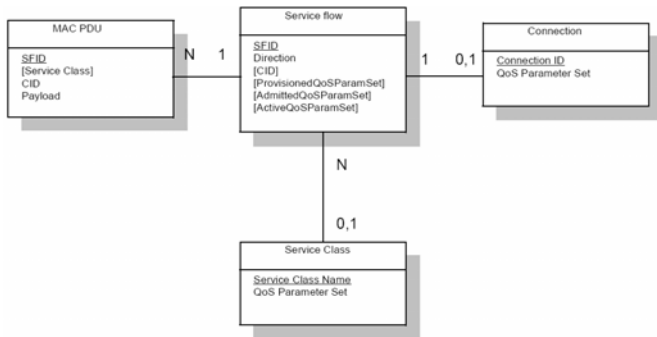 MAC PDU
SFID
[Service Class]
CID
Payload
N
1
Service flow
SFID
Direction
[CID]
[ProvisionedQoSParamSet]
[AdmittedQoSParamSet]
[ActiveQoSParamSet]
1
0,1
Connection
Connection ID
QoS Parameter Set
N
0,1
Service Class
Service Class Name
QoS Parameter Set